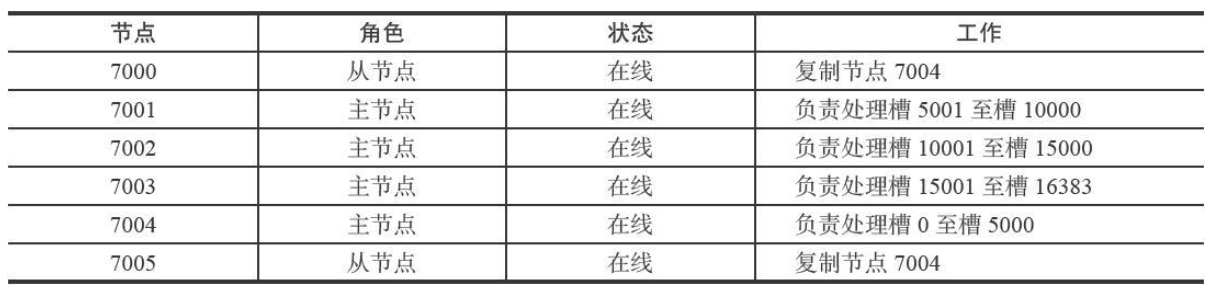 节点 角色 状态 工作
7000 从节点 在线 复制节点 7004
7001 主节点 在线 负责处理槽 5001 至槽 10000
7002 主节点 在线 负责处理槽 10001 至槽 15000
7003 主节点 在线 负责处理槽 15001 至槽 16383
7004 主节点 在线 负责处理槽 0 至槽 5000
7005 从节点 在线 复制节点 7004